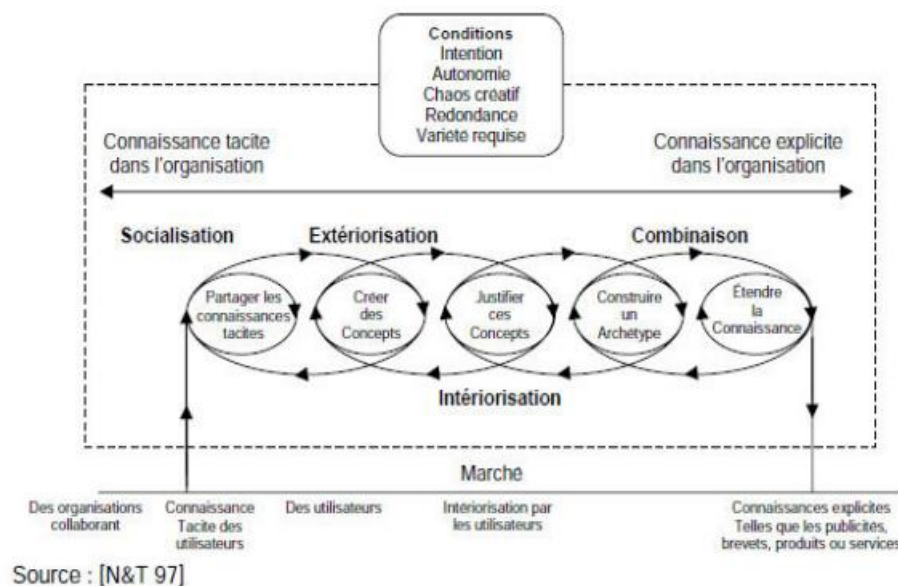 Conditions
Intention
Autonomie
Chaos créatif
Redondance
Variété requise
Connaissance tacite
dans l'organisation
Connaissance explicite
dans l'organisation
Socialisation
Extériorisation
Combinaison
Partager les
connaissances
tacites
Créer
des
Concepts
Justifier
ces
Concepts
Construire
un
Archétype
Étendre
la
Connaissance
Intériorisation
Marché
Des organisations
collaborant
Connaissance
Tacite des
utilisateurs
Des utilisateurs
Intériorisation par
les utilisateurs
Connaissances explicites
Telles que les publicités,
brevets, produits ou services
Source : [N&T 97]